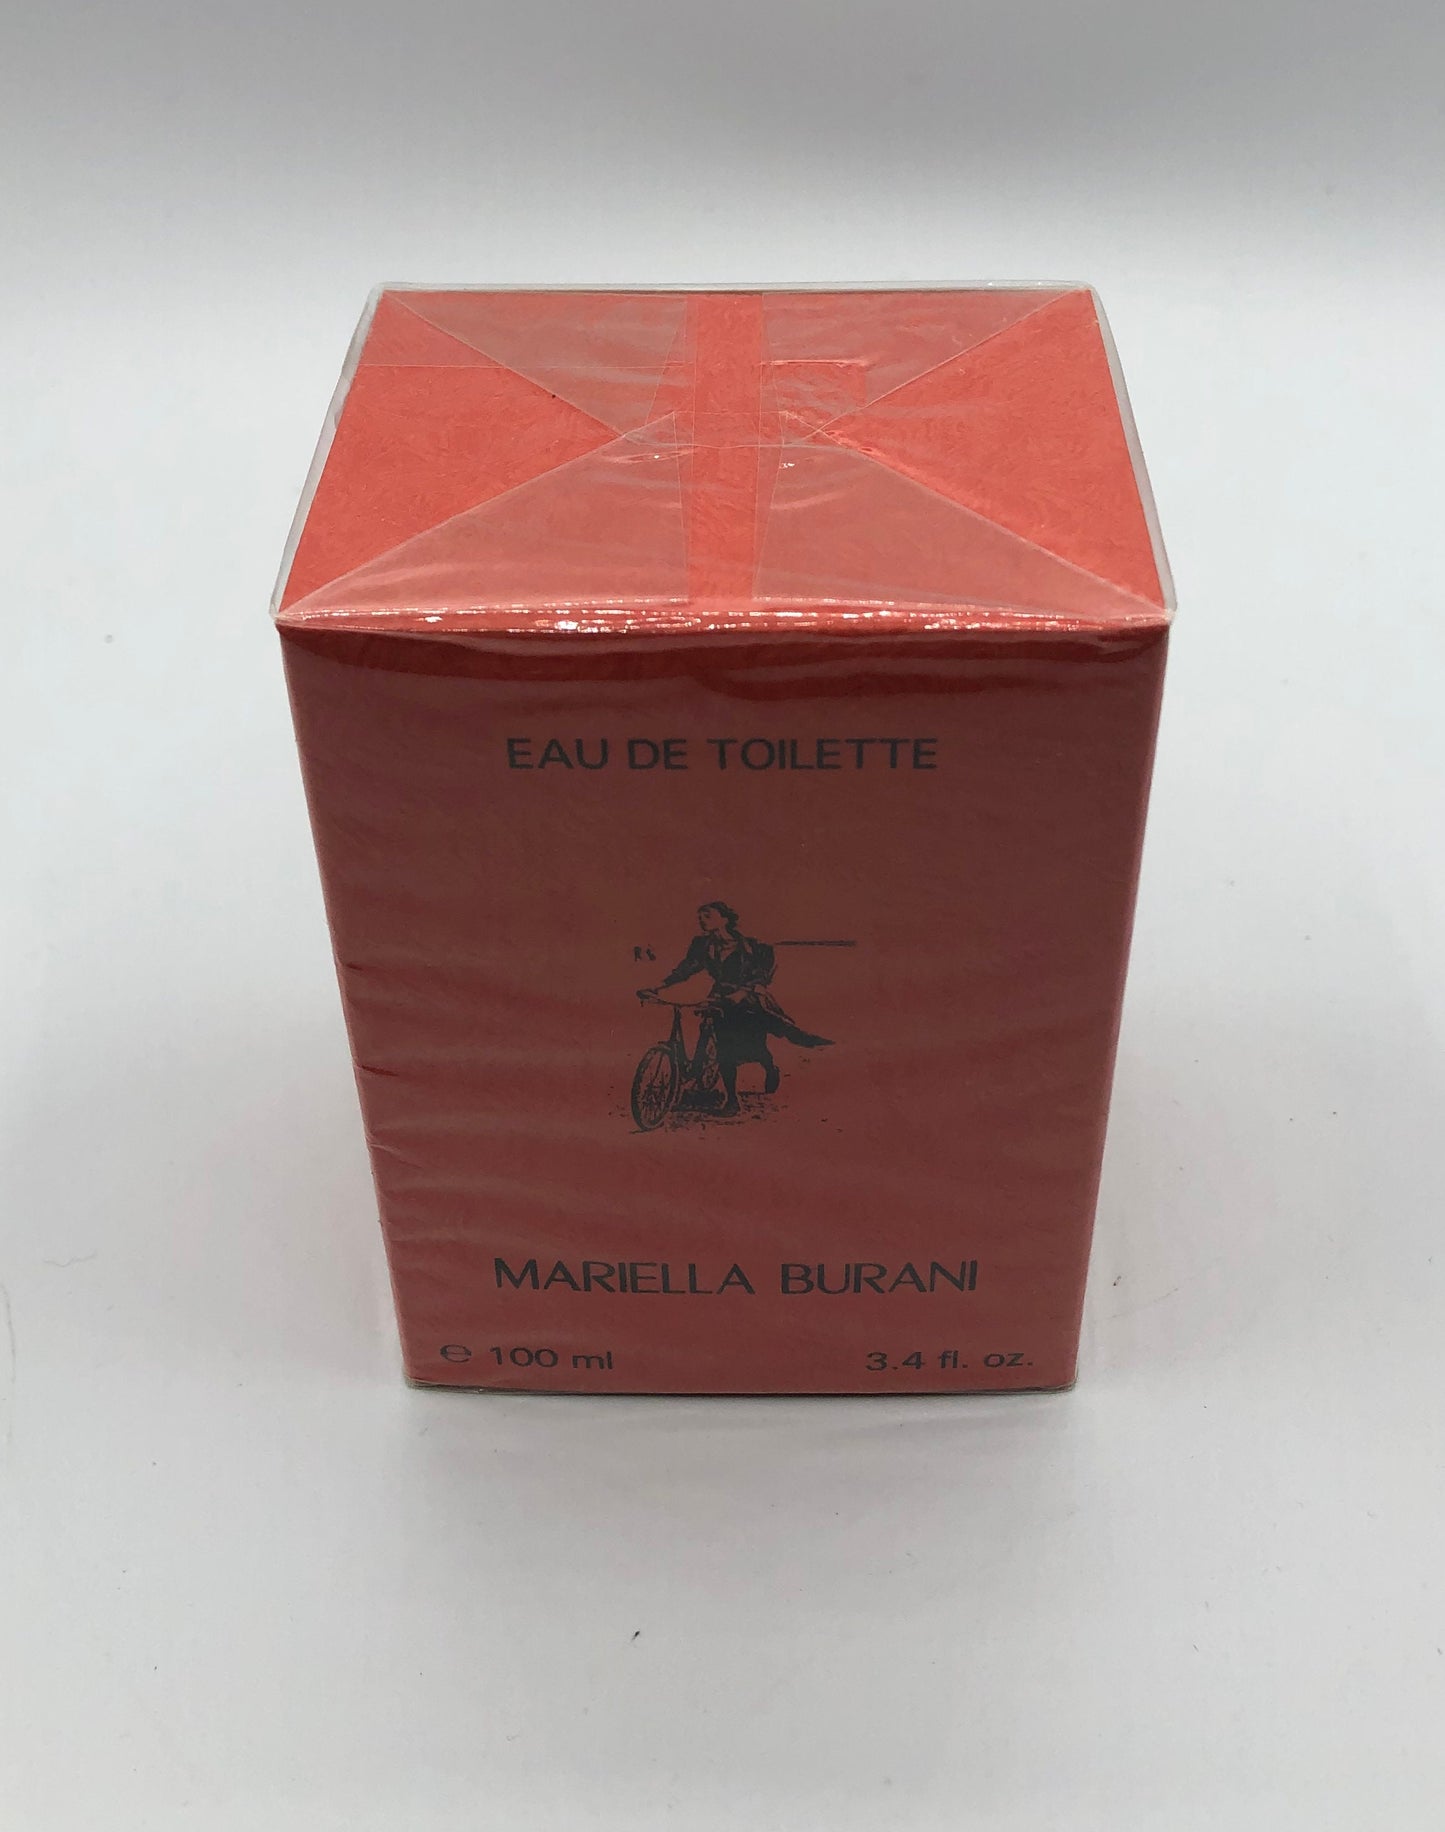 EAU DE TOILETTE
MARIELLA BURANI
℮ 100 ml 3.4 fl. oz.